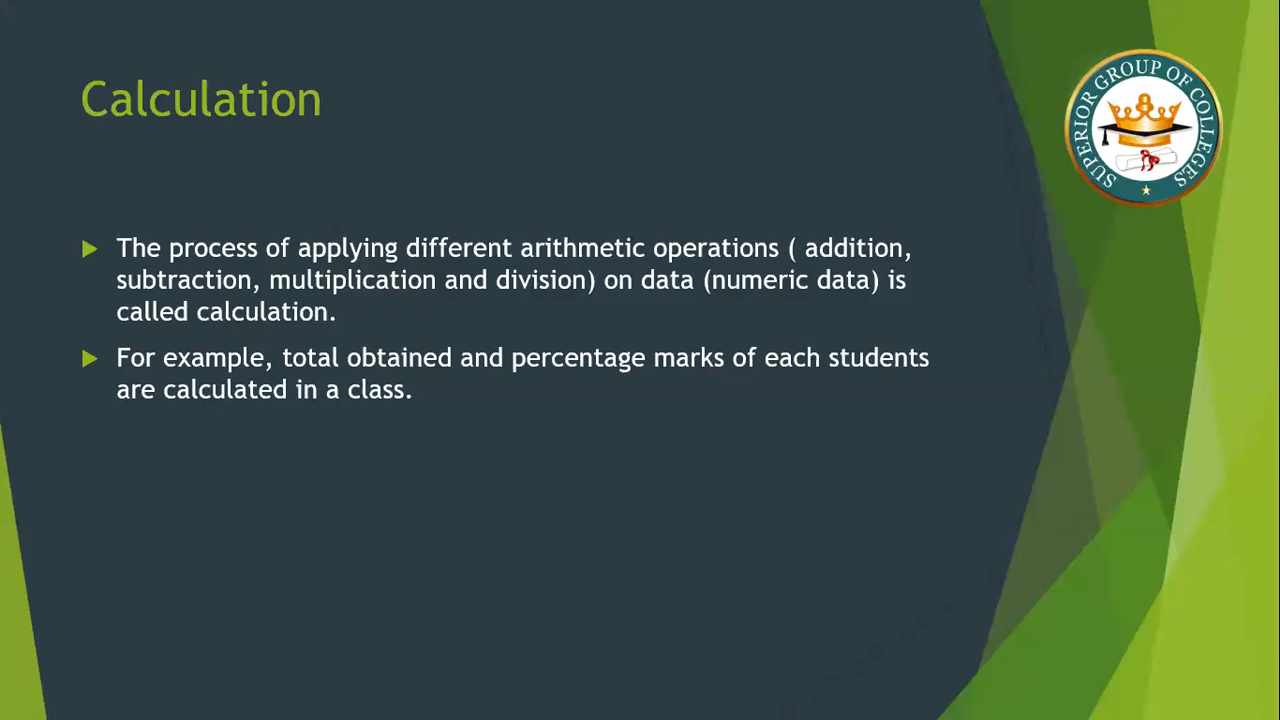 Calculation
SUPERIOR GROUP OF COLLEGES
The process of applying different arithmetic operations ( addition,
subtraction, multiplication and division) on data (numeric data) is
called calculation.
For example, total obtained and percentage marks of each students
are calculated in a class.